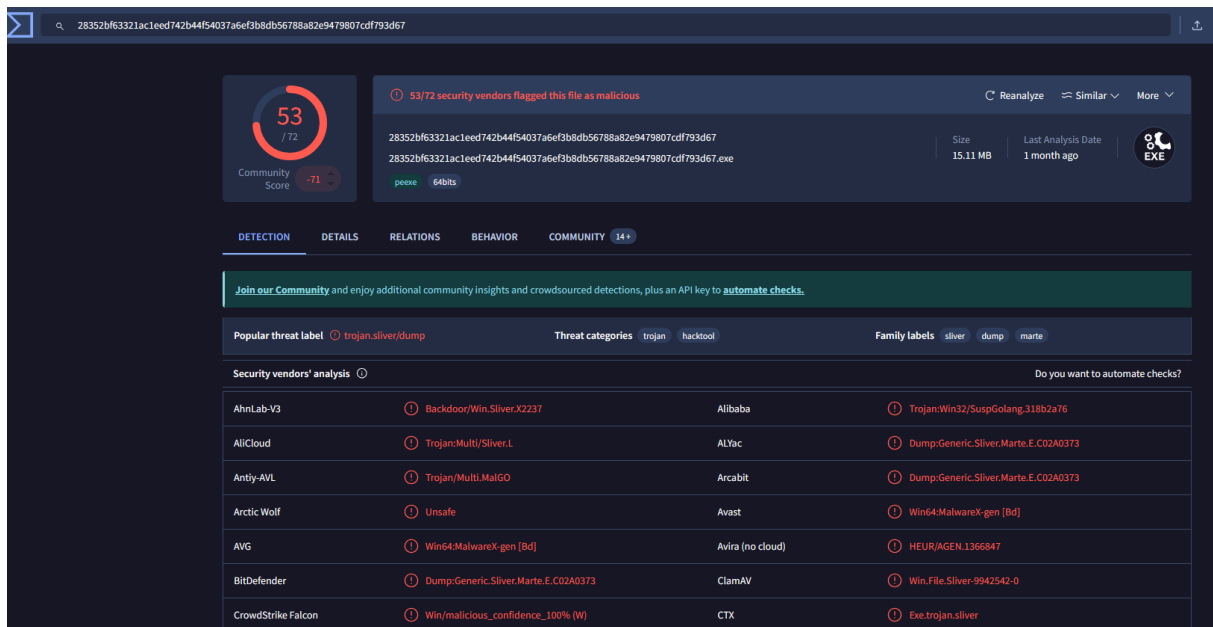 28352bf63321ac1eed742b44f54037a6ef3b8db56788a82e9479807cdf793d67
53
/ 72
Community
Score
-71
53/72 security vendors flagged this file as malicious
Reanalyze
Similar
More
28352bf63321ac1eed742b44f54037a6ef3b8db56788a82e9479807cdf793d67
28352bf63321ac1eed742b44f54037a6ef3b8db56788a82e9479807cdf793d67.exe
peexe 64bits
Size
15.11 MB
Last Analysis Date
1 month ago
EXE
DETECTION DETAILS RELATIONS BEHAVIOR COMMUNITY 14+
Join our Community and enjoy additional community insights and crowdsourced detections, plus an API key to automate checks.
Popular threat label trojan.sliver/dump Threat categories trojan hacktool Family labels sliver dump marte
Security vendors' analysis Do you want to automate checks?
AhnLab-V3 Backdoor/Win.Sliver.X2237 Alibaba Trojan:Win32/SuspGolang.318b2a76
AliCloud Trojan:Multi/Sliver.L ALYac Dump:Generic.Sliver.Marte.E.C02A0373
Antiy-AVL Trojan/Multi.MalGO Arcabit Dump:Generic.Sliver.Marte.E.C02A0373
Arctic Wolf Unsafe Avast Win64:MalwareX-gen [Bd]
AVG Win64:MalwareX-gen [Bd] Avira (no cloud) HEUR/AGEN.1366847
BitDefender Dump:Generic.Sliver.Marte.E.C02A0373 ClamAV Win.File.Sliver-9942542-0
CrowdStrike Falcon Win/malicious_confidence_100% (W) CTX Exe.trojan.sliver